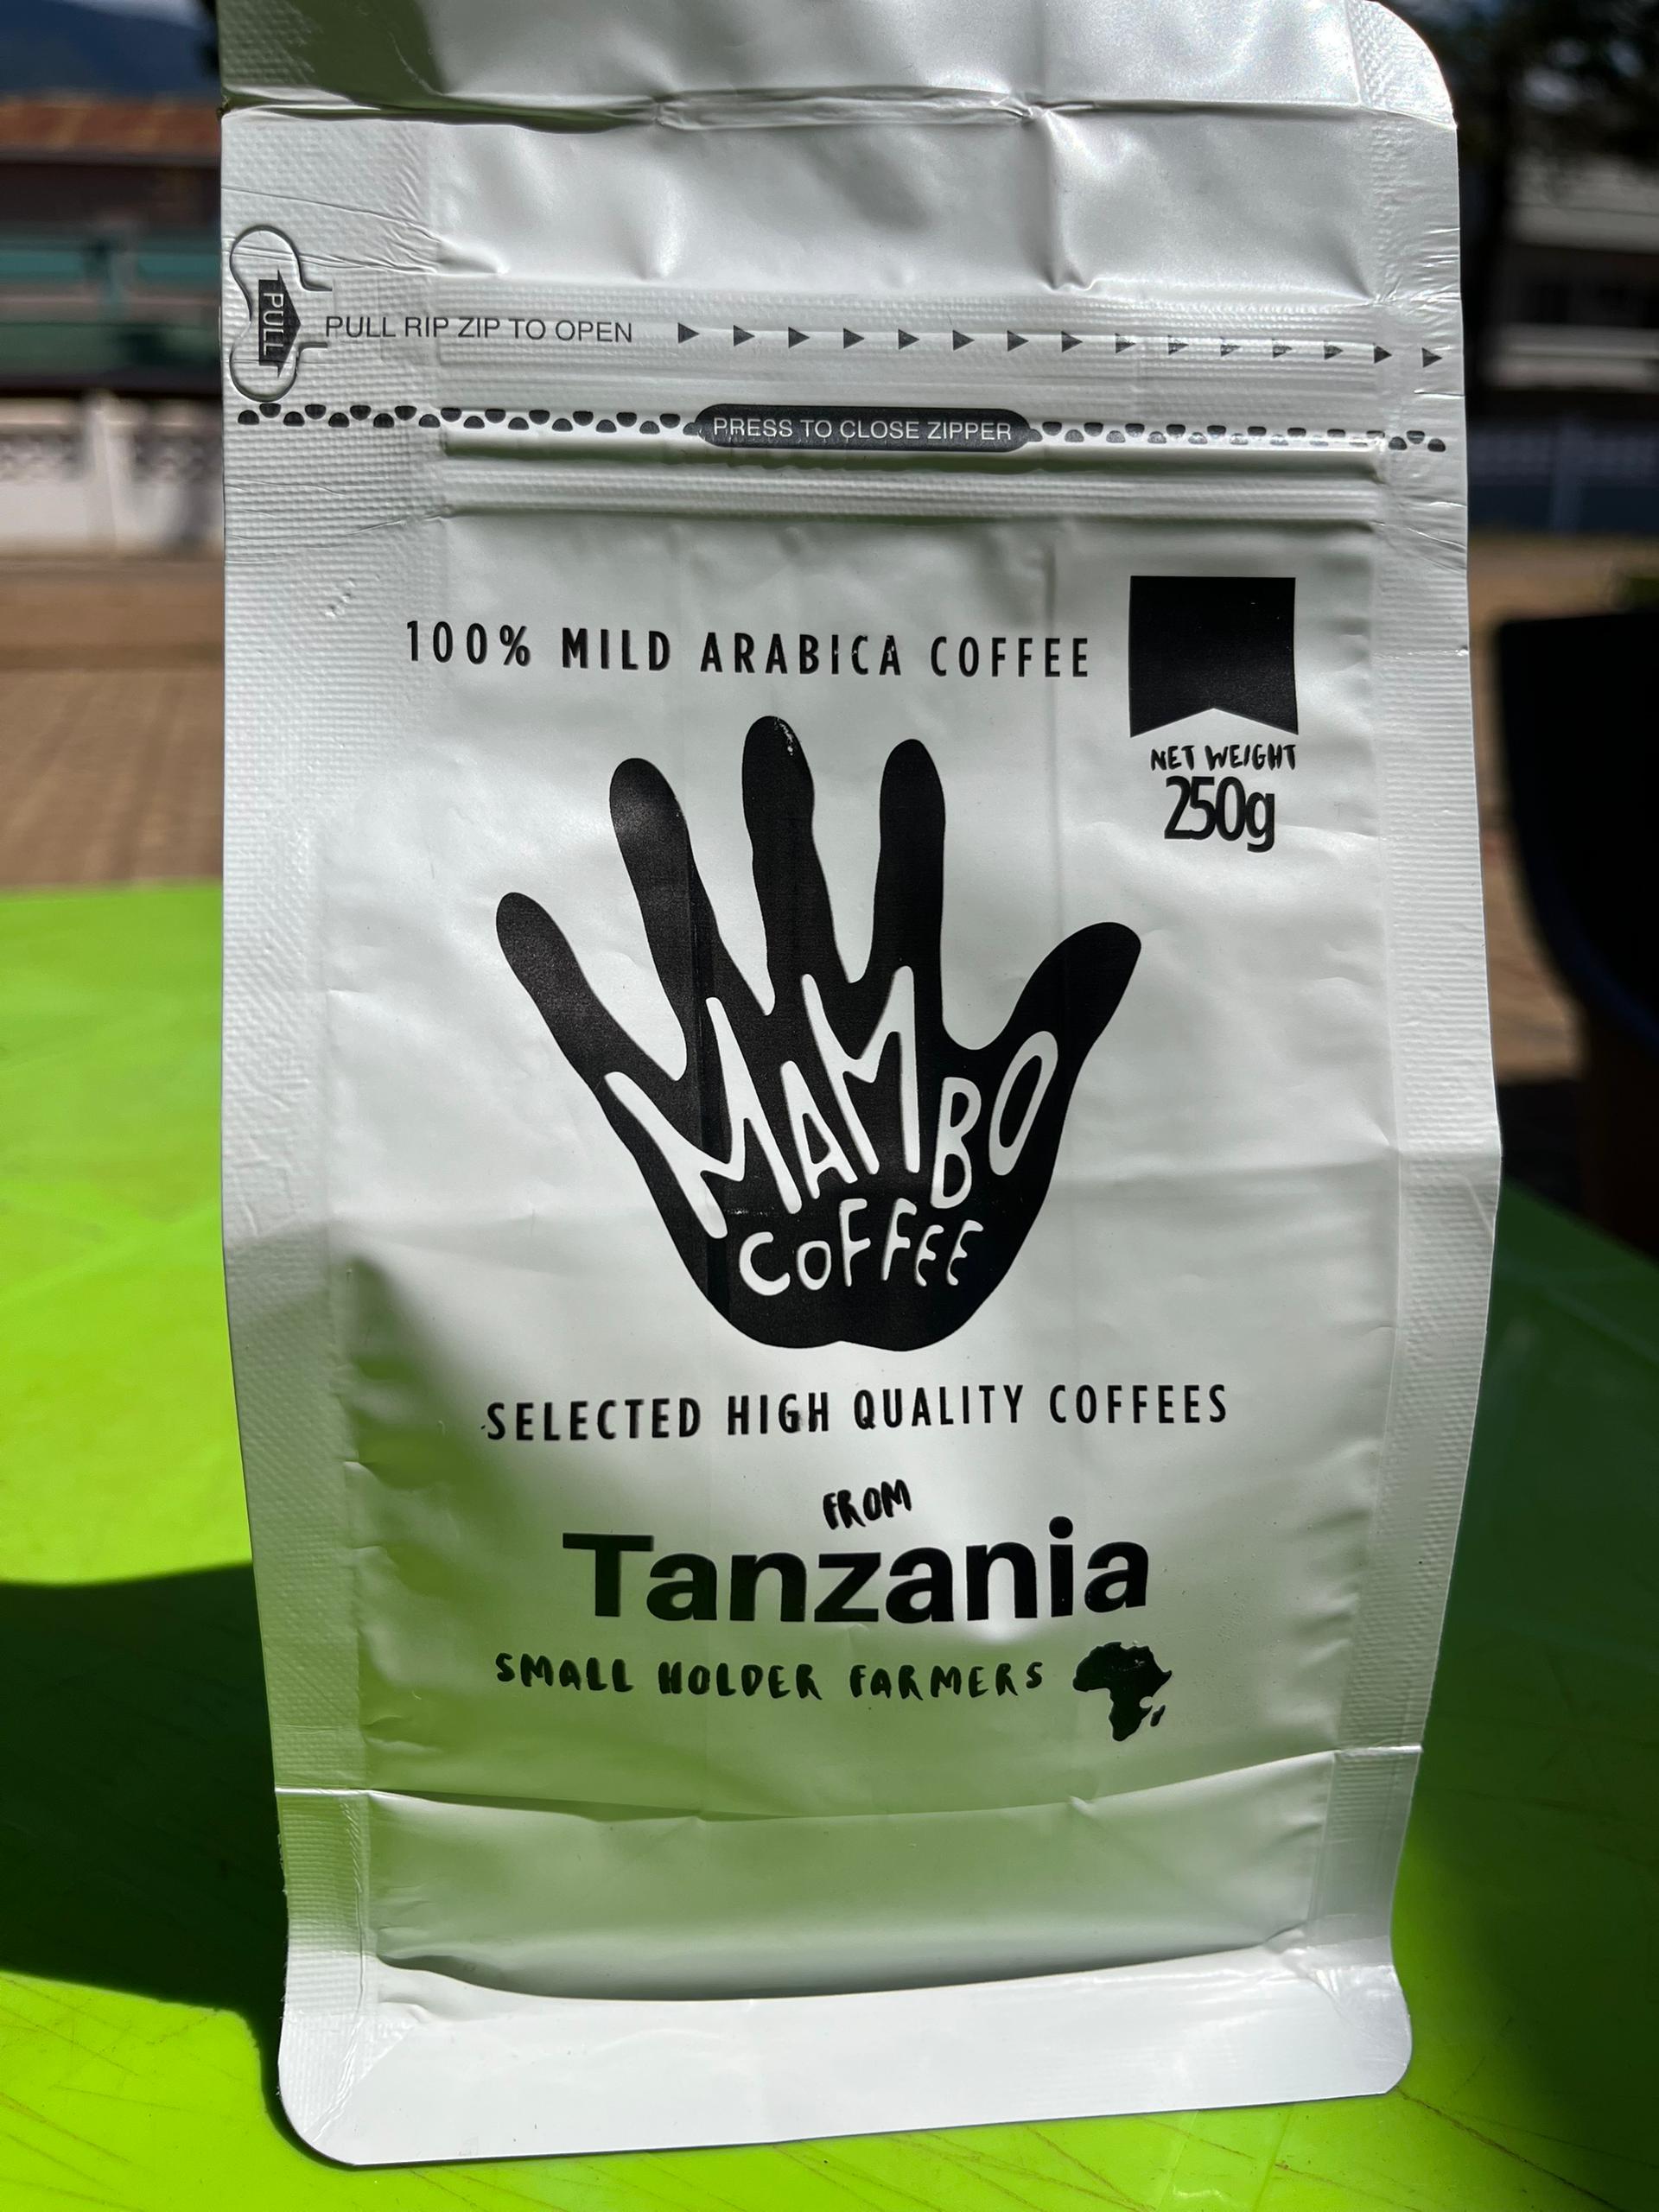 PULL
PULL RIP ZIP TO OPEN
PRESS TO CLOSE ZIPPER
100% MILD ARABICA COFFEE
NET WEIGHT
250g
MAMBO
COFFEE
SELECTED HIGH QUALITY COFFEES
FROM
Tanzania
SMALL HOLDER FARMERS